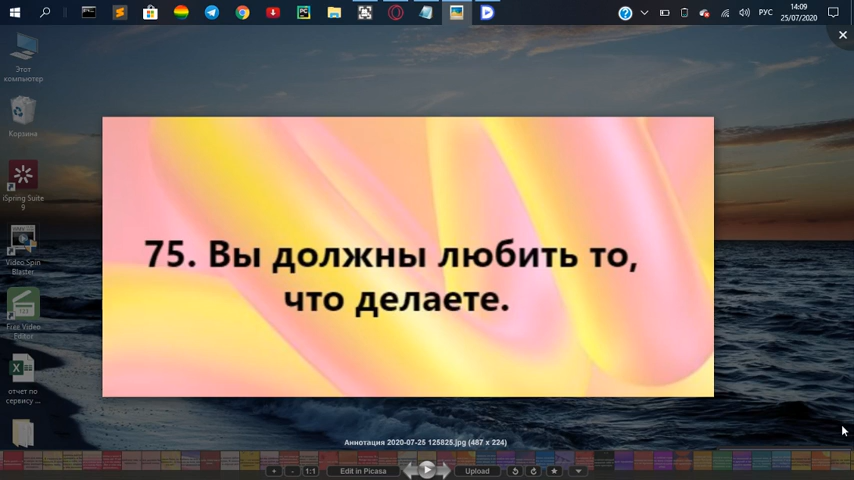 РУС
14:09
25/07/2020
Этот
компьютер
Корзина
iSpring Suite
9
Video Spin
Blaster
Free Video
Editor
отчет по
сервису ...
75. Вы должны любить то,
что делаете.
Аннотация 2020-07-25 125825.jpg (487 x 224)
1:1
Edit in Picasa
Upload